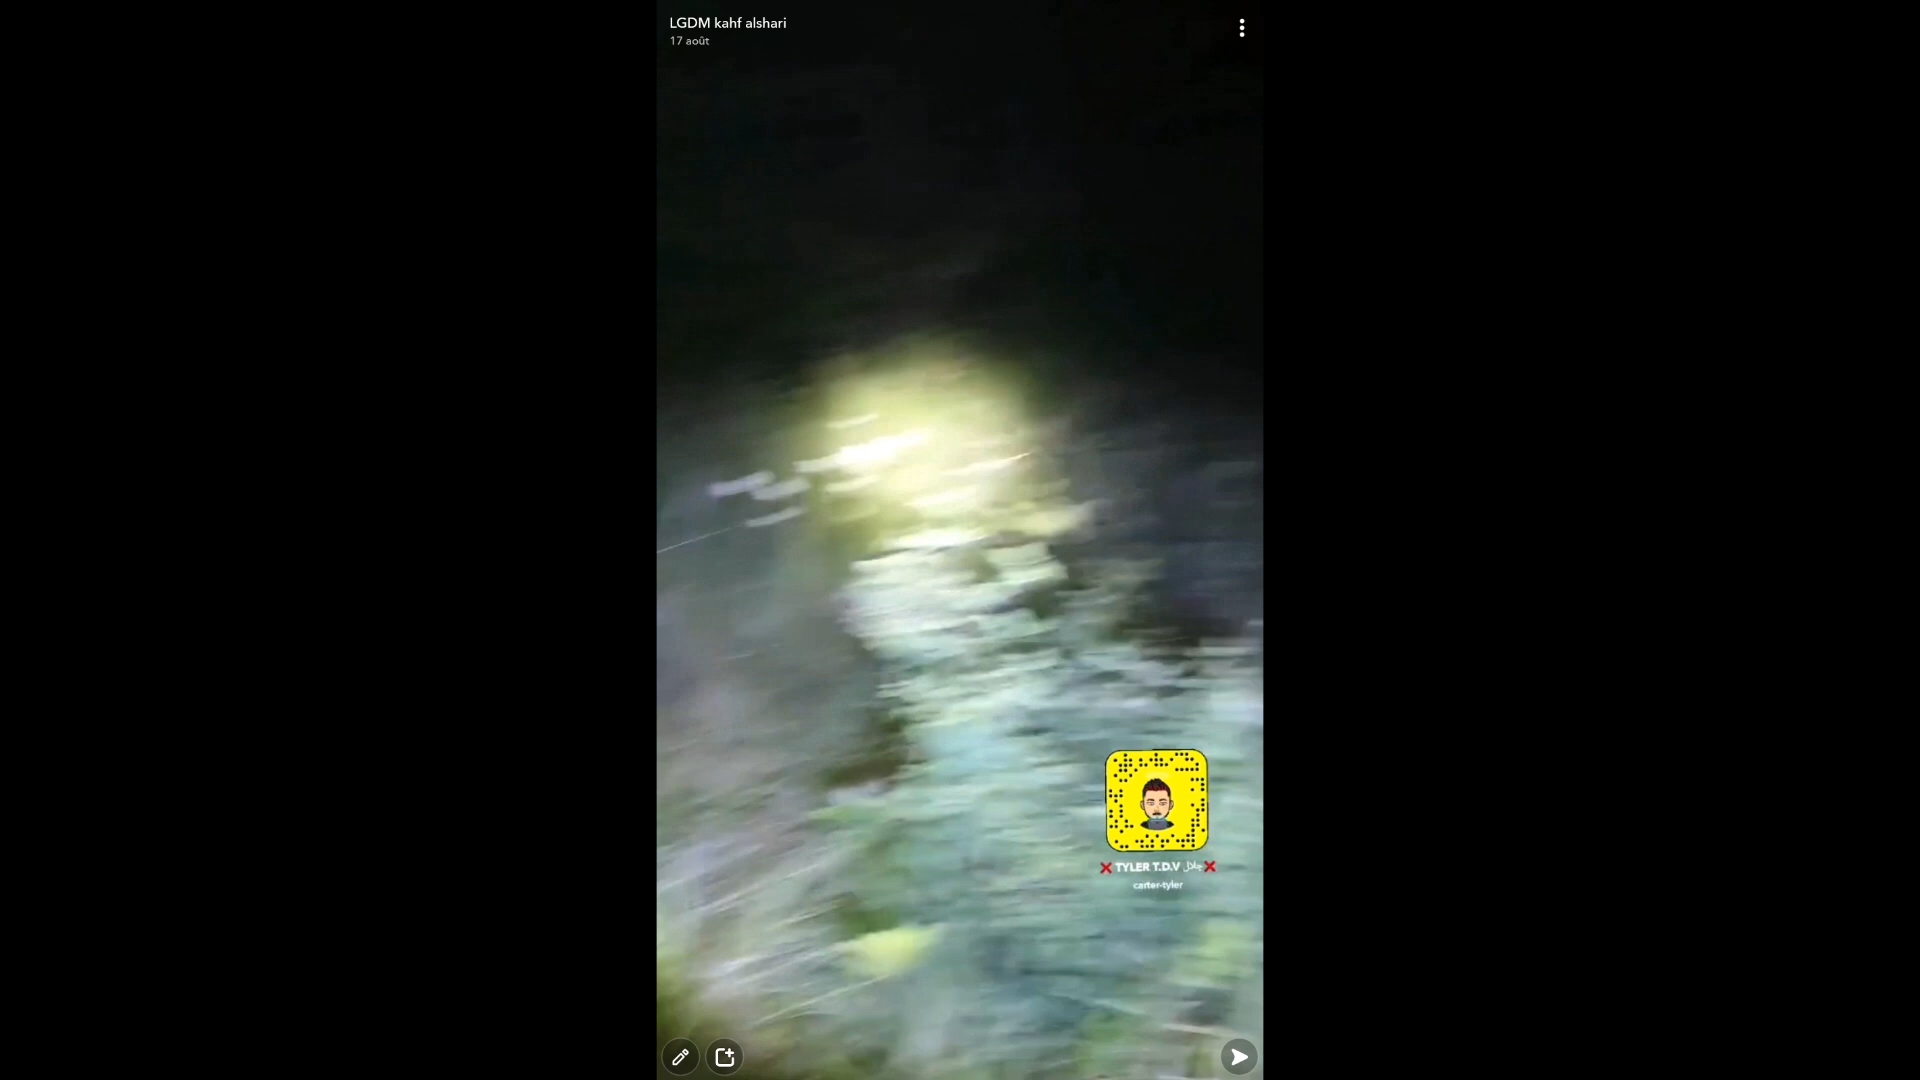 LGDM kahf alshari
17 août
❌ TYLER T.D.V جلال ❌
carter-tyler